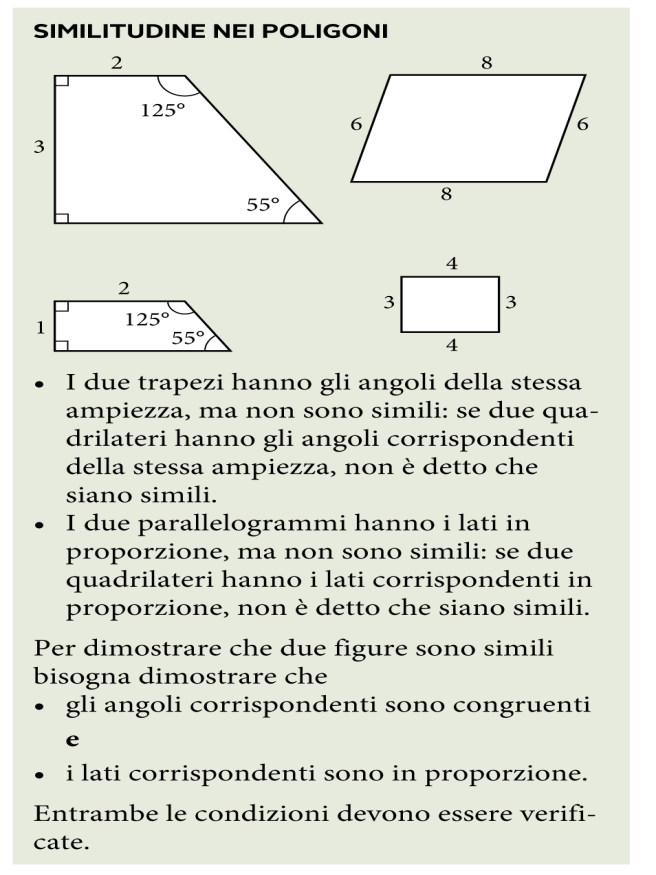 SIMILITUDINE NEI POLIGONI
2
8
125°
6
6
3
55°
8
2
4
1
125°
55°
3
3
4
• I due trapezi hanno gli angoli della stessa
ampiezza, ma non sono simili: se due qua-
drilateri hanno gli angoli corrispondenti
della stessa ampiezza, non è detto che
siano simili.
• I due parallelogrammi hanno i lati in
proporzione, ma non sono simili: se due
quadrilateri hanno i lati corrispondenti in
proporzione, non è detto che siano simili.
Per dimostrare che due figure sono simili
bisogna dimostrare che
• gli angoli corrispondenti sono congruenti
e
• i lati corrispondenti sono in proporzione.
Entrambe le condizioni devono essere verifi-
cate.